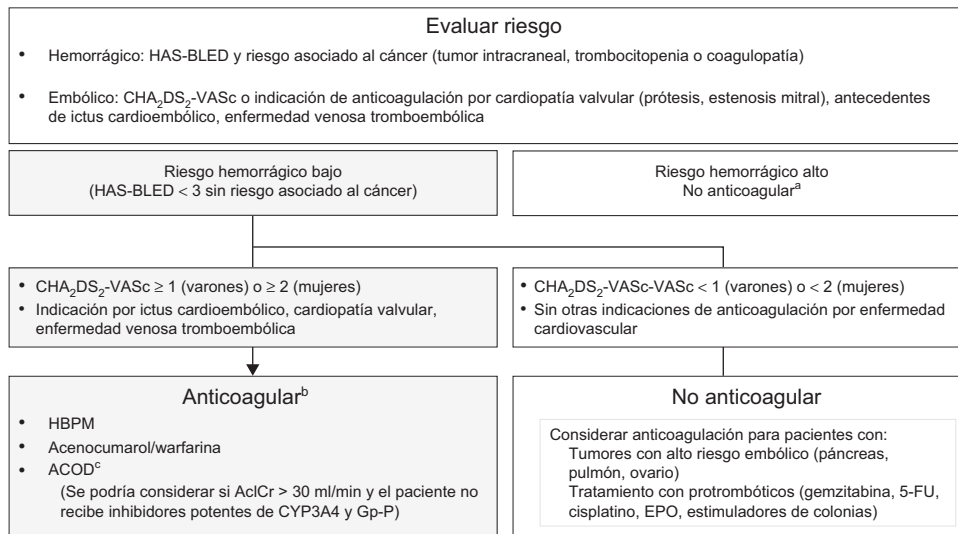 Evaluar riesgo
• Hemorrágico: HAS-BLED y riesgo asociado al cáncer (tumor intracraneal, trombocitopenia o coagulopatía)
• Embólico: CHA₂DS₂-VASc o indicación de anticoagulación por cardiopatía valvular (prótesis, estenosis mitral), antecedentes
de ictus cardioembólico, enfermedad venosa tromboembólica
Riesgo hemorrágico bajo
(HAS-BLED < 3 sin riesgo asociado al cáncer)
Riesgo hemorrágico alto
No anticoagularᵃ
• CHA₂DS₂-VASc ≥ 1 (varones) o ≥ 2 (mujeres)
• Indicación por ictus cardioembólico, cardiopatía valvular,
enfermedad venosa tromboembólica
• CHA₂DS₂-VASc-VASc < 1 (varones) o < 2 (mujeres)
• Sin otras indicaciones de anticoagulación por enfermedad
cardiovascular
Anticoagularᵇ
• HBPM
• Acenocumarol/warfarina
• ACODᶜ
(Se podría considerar si AclCr > 30 ml/min y el paciente no
recibe inhibidores potentes de CYP3A4 y Gp-P)
No anticoagular
Considerar anticoagulación para pacientes con:
Tumores con alto riesgo embólico (páncreas,
pulmón, ovario)
Tratamiento con protrombóticos (gemzitabina, 5-FU,
cisplatino, EPO, estimuladores de colonias)